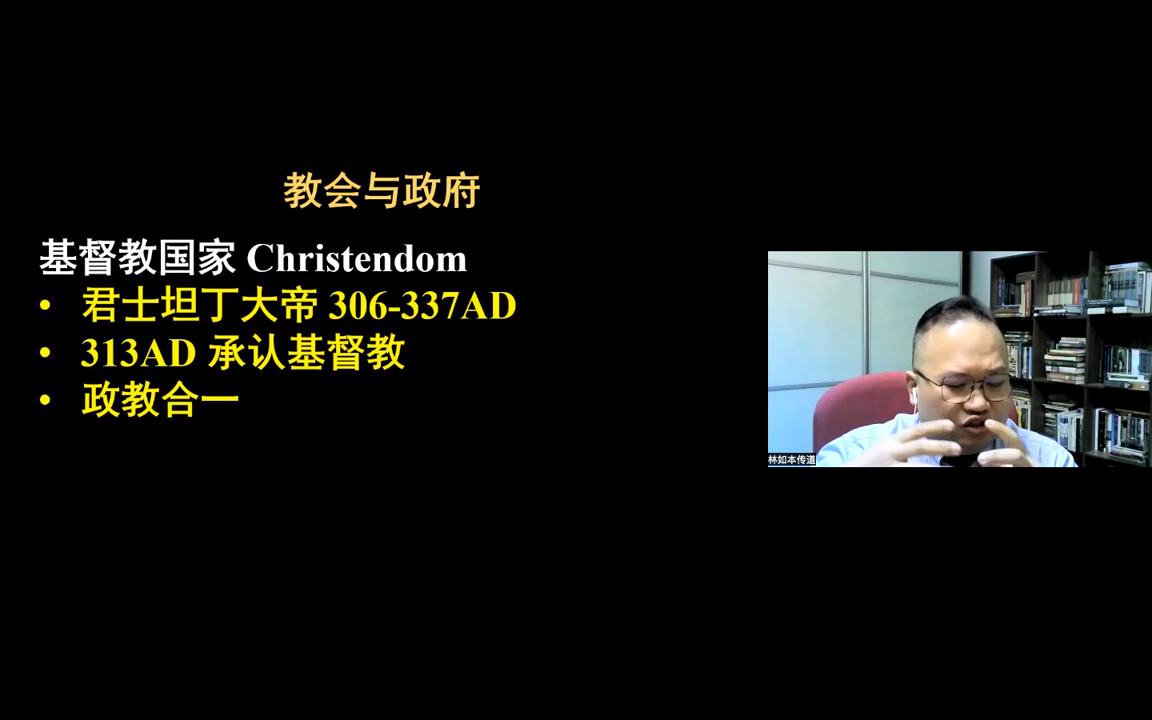 教会与政府
基督教国家 Christendom
• 君士坦丁大帝 306-337AD
• 313AD 承认基督教
• 政教合一
林如本传道